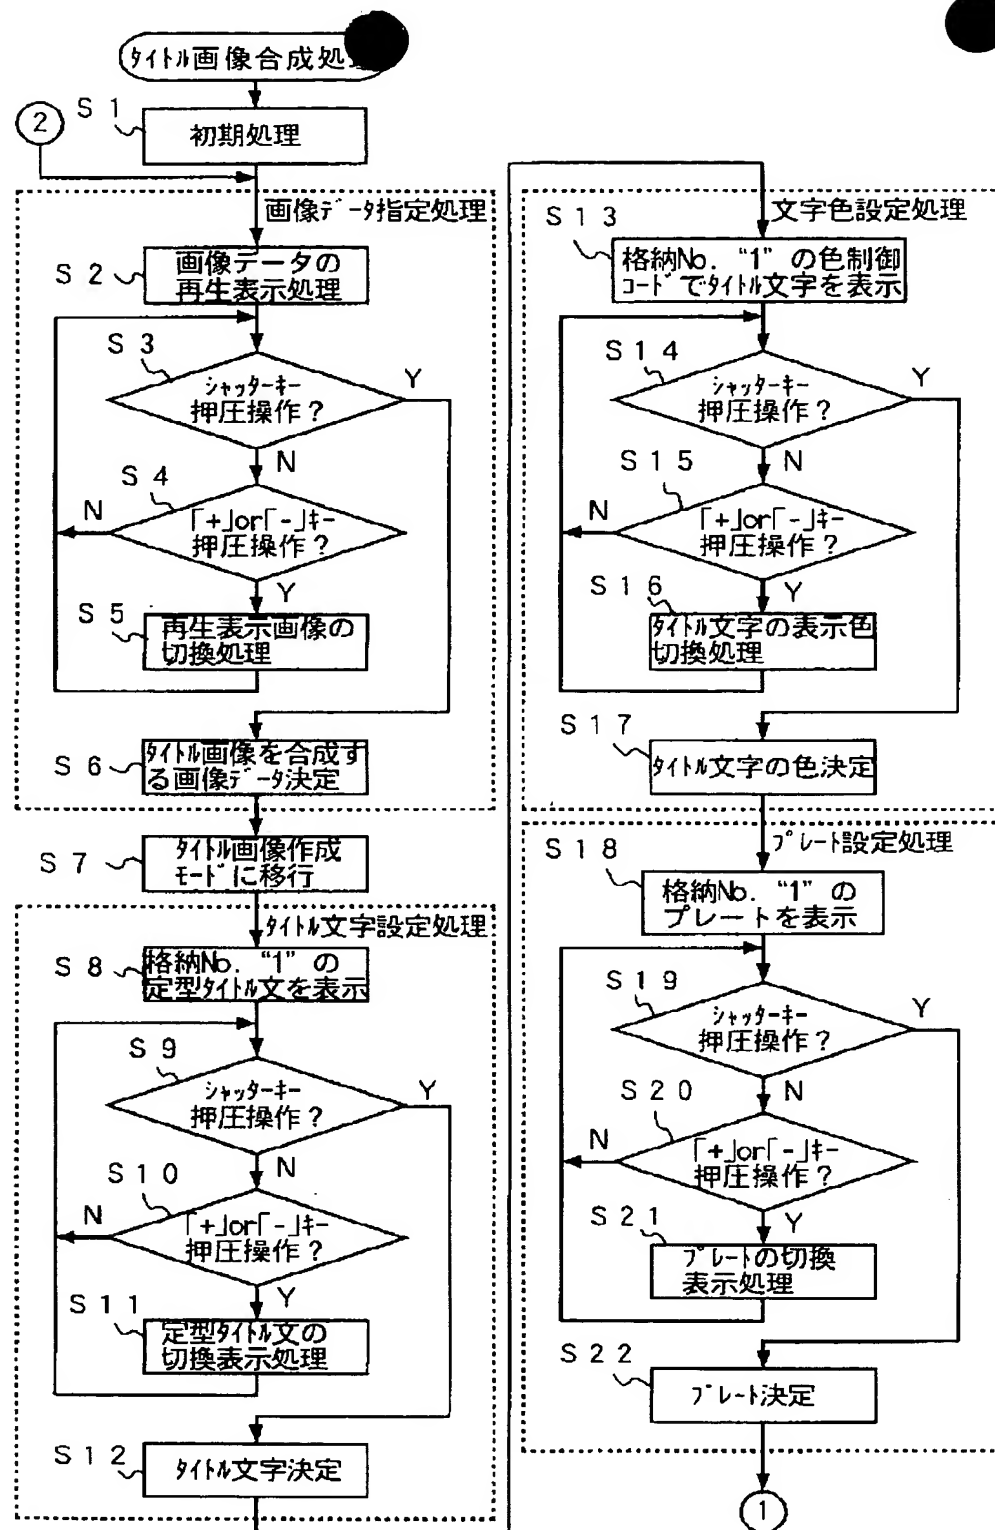 タイトル画像合成処理
②
S1
初期処理
画像データ指定処理
S2
画像データの
再生表示処理
S3
シャッターキー
押圧操作？
Y
N
S4
「+」or「-」キー
押圧操作？
N
Y
S5
再生表示画像の
切換処理
S6
タイトル画像を合成す
る画像データ決定
S7
タイトル画像作成
モードに移行
タイトル文字設定処理
S8
格納No. “1” の
定型タイトル文を表示
S9
シャッターキー
押圧操作？
Y
N
S10
「+」or「-」キー
押圧操作？
N
Y
S11
定型タイトル文の
切換表示処理
S12
タイトル文字決定
文字色設定処理
S13
格納No. “1” の色制御
コードでタイトル文字を表示
S14
シャッターキー
押圧操作？
Y
N
S15
「+」or「-」キー
押圧操作？
N
Y
S16
タイトル文字の表示色
切換処理
S17
タイトル文字の色決定
プレート設定処理
S18
格納No. “1” の
プレートを表示
S19
シャッターキー
押圧操作？
Y
N
S20
「+」or「-」キー
押圧操作？
N
Y
S21
プレートの切換
表示処理
S22
プレート決定
①